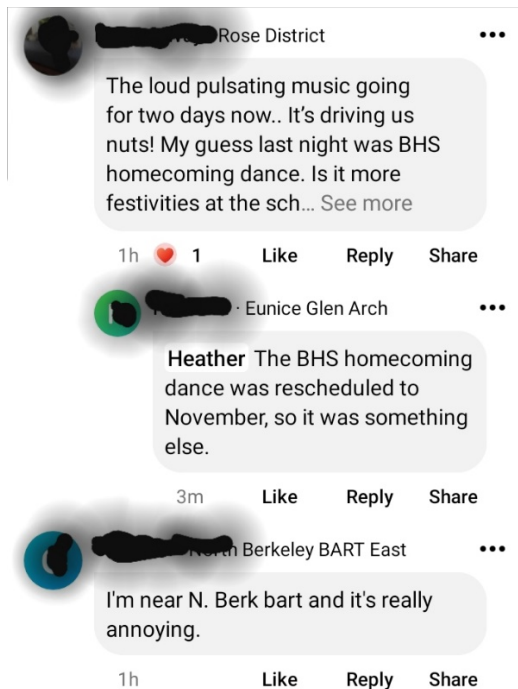 Rose District
The loud pulsating music going
for two days now.. It's driving us
nuts! My guess last night was BHS
homecoming dance. Is it more
festivities at the sch... See more
1h 1 Like Reply Share
· Eunice Glen Arch
Heather The BHS homecoming
dance was rescheduled to
November, so it was something
else.
3m Like Reply Share
North Berkeley BART East
I'm near N. Berk bart and it's really
annoying.
1h Like Reply Share